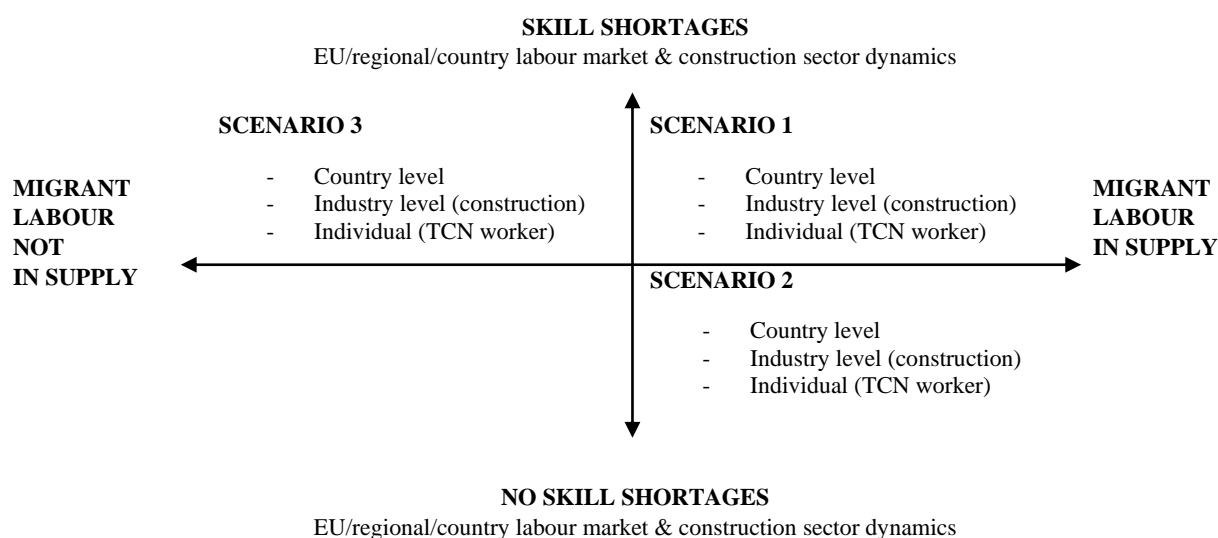 SKILL SHORTAGES
EU/regional/country labour market & construction sector dynamics
SCENARIO 3
- Country level
- Industry level (construction)
- Individual (TCN worker)
SCENARIO 1
- Country level
- Industry level (construction)
- Individual (TCN worker)
MIGRANT
LABOUR
NOT
IN SUPPLY
MIGRANT
LABOUR
IN SUPPLY
SCENARIO 2
- Country level
- Industry level (construction)
- Individual (TCN worker)
NO SKILL SHORTAGES
EU/regional/country labour market & construction sector dynamics